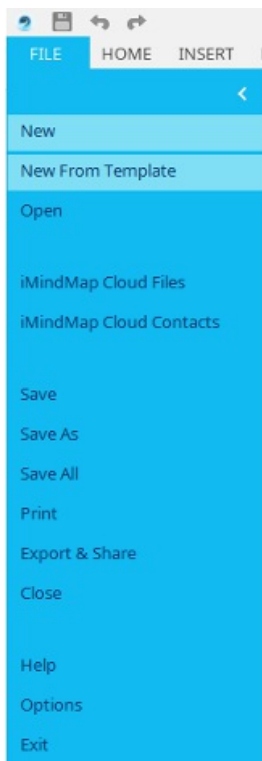 FILE HOME INSERT
New
New From Template
Open
iMindMap Cloud Files
iMindMap Cloud Contacts
Save
Save As
Save All
Print
Export & Share
Close
Help
Options
Exit